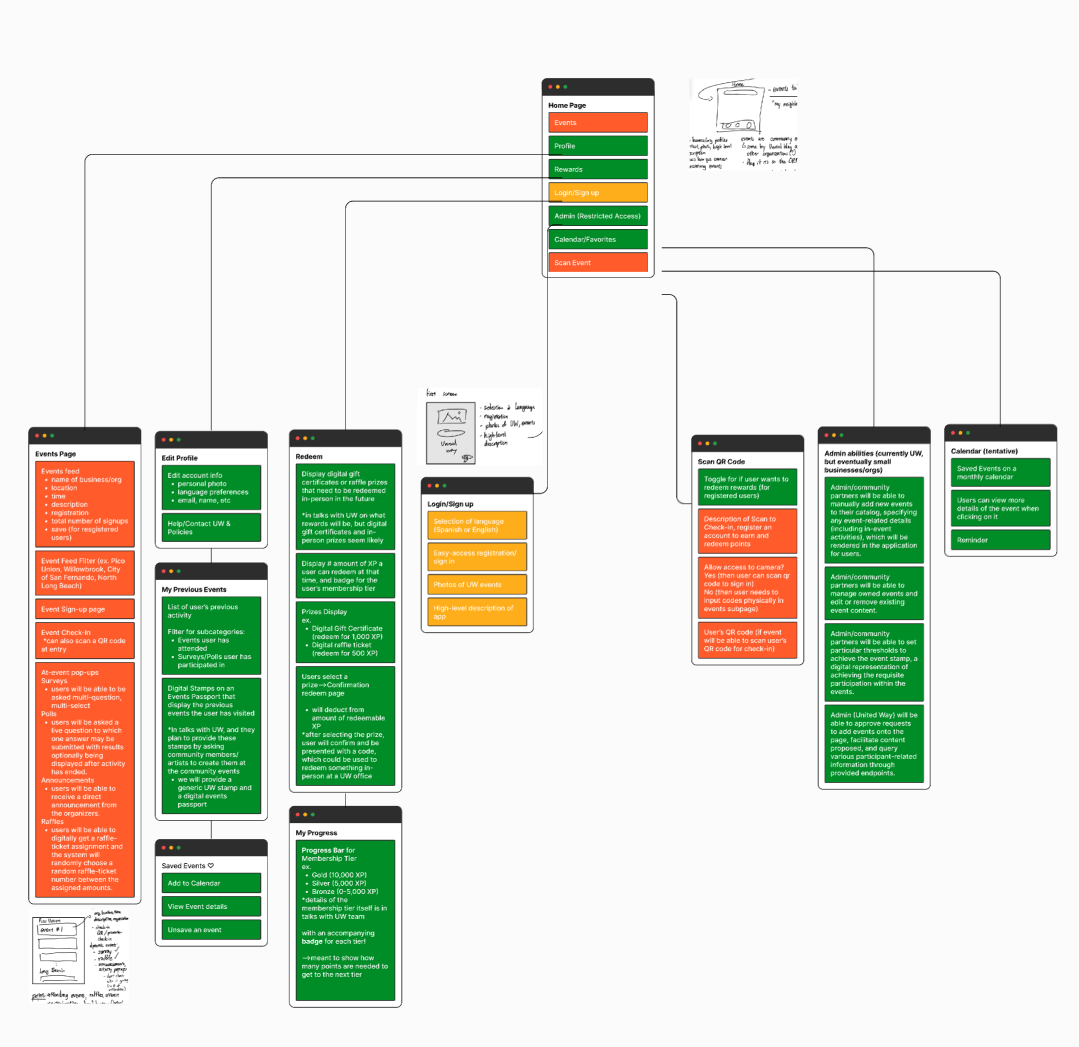 Home Page
Events
Profile
Rewards
Login/Sign up
Admin (Restricted Access)
Calendar/Favorites
Scan Event
Home
Events Page
Events feed
• name of business/org
• location
• time
• description
• registration
• total number of signups
• save (for resgistered
users)
Event Feed Filter (ex. Pico
Union, Willowbrook, City
of San Fernando, North
Long Beach)
Event Sign-up page
Event Check-in
*can also scan a QR code
at entry
At-event pop-ups
Surveys
• users will be able to be
asked multi-question,
multi-select
Polls
• users will be asked a
live question to which
one answer may be
submitted with results
optionally being
displayed after activity
has ended.
Announcements
• users will be able to
receive a direct
announcement from
the organizers.
Raffles
• users will be able to
digitally get a raffle-
ticket assignment and
the system will
randomly choose a
random raffle-ticket
number between the
assigned amounts.
event #1
Long Beach
Edit Profile
Edit account info
• personal photo
• language preferences
• email, name, etc
Help/Contact UW &
Policies
My Previous Events
List of user's previous
activity
Filter for subcategories:
• Events user has
attended
• Surveys/Polls user has
participated in
Digital Stamps on an
Events Passport that
display the previous
events the user has visited
*In talks with UW, and they
plan to provide these
stamps by asking
community members/
artists to create them at
the community events
• we will provide a
generic UW stamp and
a digital events
passport
Saved Events ♡
Add to Calendar
View Event details
Unsave an event
Redeem
Display digital gift
certificates or raffle prizes
that need to be redeemed
in-person in the future
*in talks with UW on what
rewards will be, but digital
gift certificates and in-
person prizes seem likely
Display # amount of XP a
user can redeem at that
time, and badge for the
user's membership tier
Prizes Display
ex.
• Digital Gift Certificate
(redeem for 1,000 XP)
• Digital raffle ticket
(redeem for 500 XP)
Users select a
prize-->Confirmation
redeem page
• will deduct from
amount of redeemable
XP
*after selecting the prize,
user will confirm and be
presented with a code,
which could be used to
redeem something in-
person at a UW office
My Progress
Progress Bar for
Membership Tier
ex.
• Gold (10,000 XP)
• Silver (5,000 XP)
• Bronze (0-5,000 XP)
*details of the
membership tier itself is in
talks with UW team
with an accompanying
badge for each tier!
-->meant to show how
many points are needed to
get to the next tier
first screen
- selection of language
- registration
- photos of UW, events
- high-level
description
Login/Sign up
Selection of language
(Spanish or English)
Easy-access registration/
sign in
Photos of UW events
High-level description of
app
Scan QR Code
Toggle for if user wants to
redeem rewards (for
registered users)
Description of Scan to
Check-in, register an
account to earn and
redeem points
Allow access to camera?
Yes (then user can scan qr
code to sign in)
No (then user needs to
input codes physically in
events subpage)
User's QR code (if event
will be able to scan user's
QR code for check-in)
Admin abilities (currently UW,
but eventually small
businesses/orgs)
Admin/community
partners will be able to
manually add new events
to their catalog, specifying
any event-related details
(including in-event
activities), which will be
rendered in the application
for users.
Admin/community
partners will be able to
manage owned events and
edit or remove existing
event content.
Admin/community
partners will be able to set
particular thresholds to
achieve the event stamp, a
digital representation of
achieving the requisite
participation within the
events.
Admin (United Way) will be
able to approve requests
to add events onto the
page, facilitate content
proposed, and query
various participant-related
information through
provided endpoints.
Calendar (tentative)
Saved Events on a
monthly calendar
Users can view more
details of the event when
clicking on it
Reminder